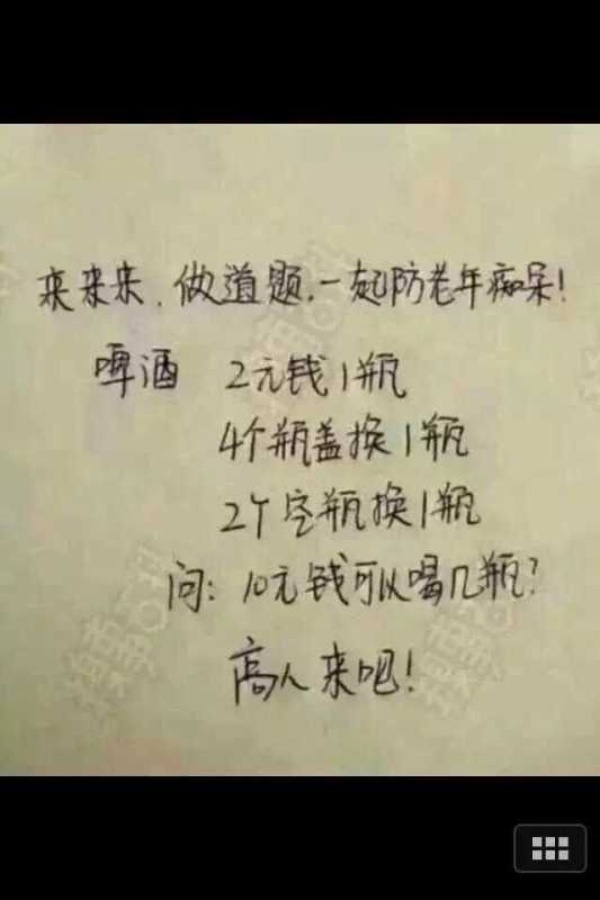 来来来、做道题,一起防老年痴呆!
啤酒 2元钱1瓶
4个瓶盖换1瓶
2个空瓶换1瓶
问:10元钱可以喝几瓶?
高人来吧!